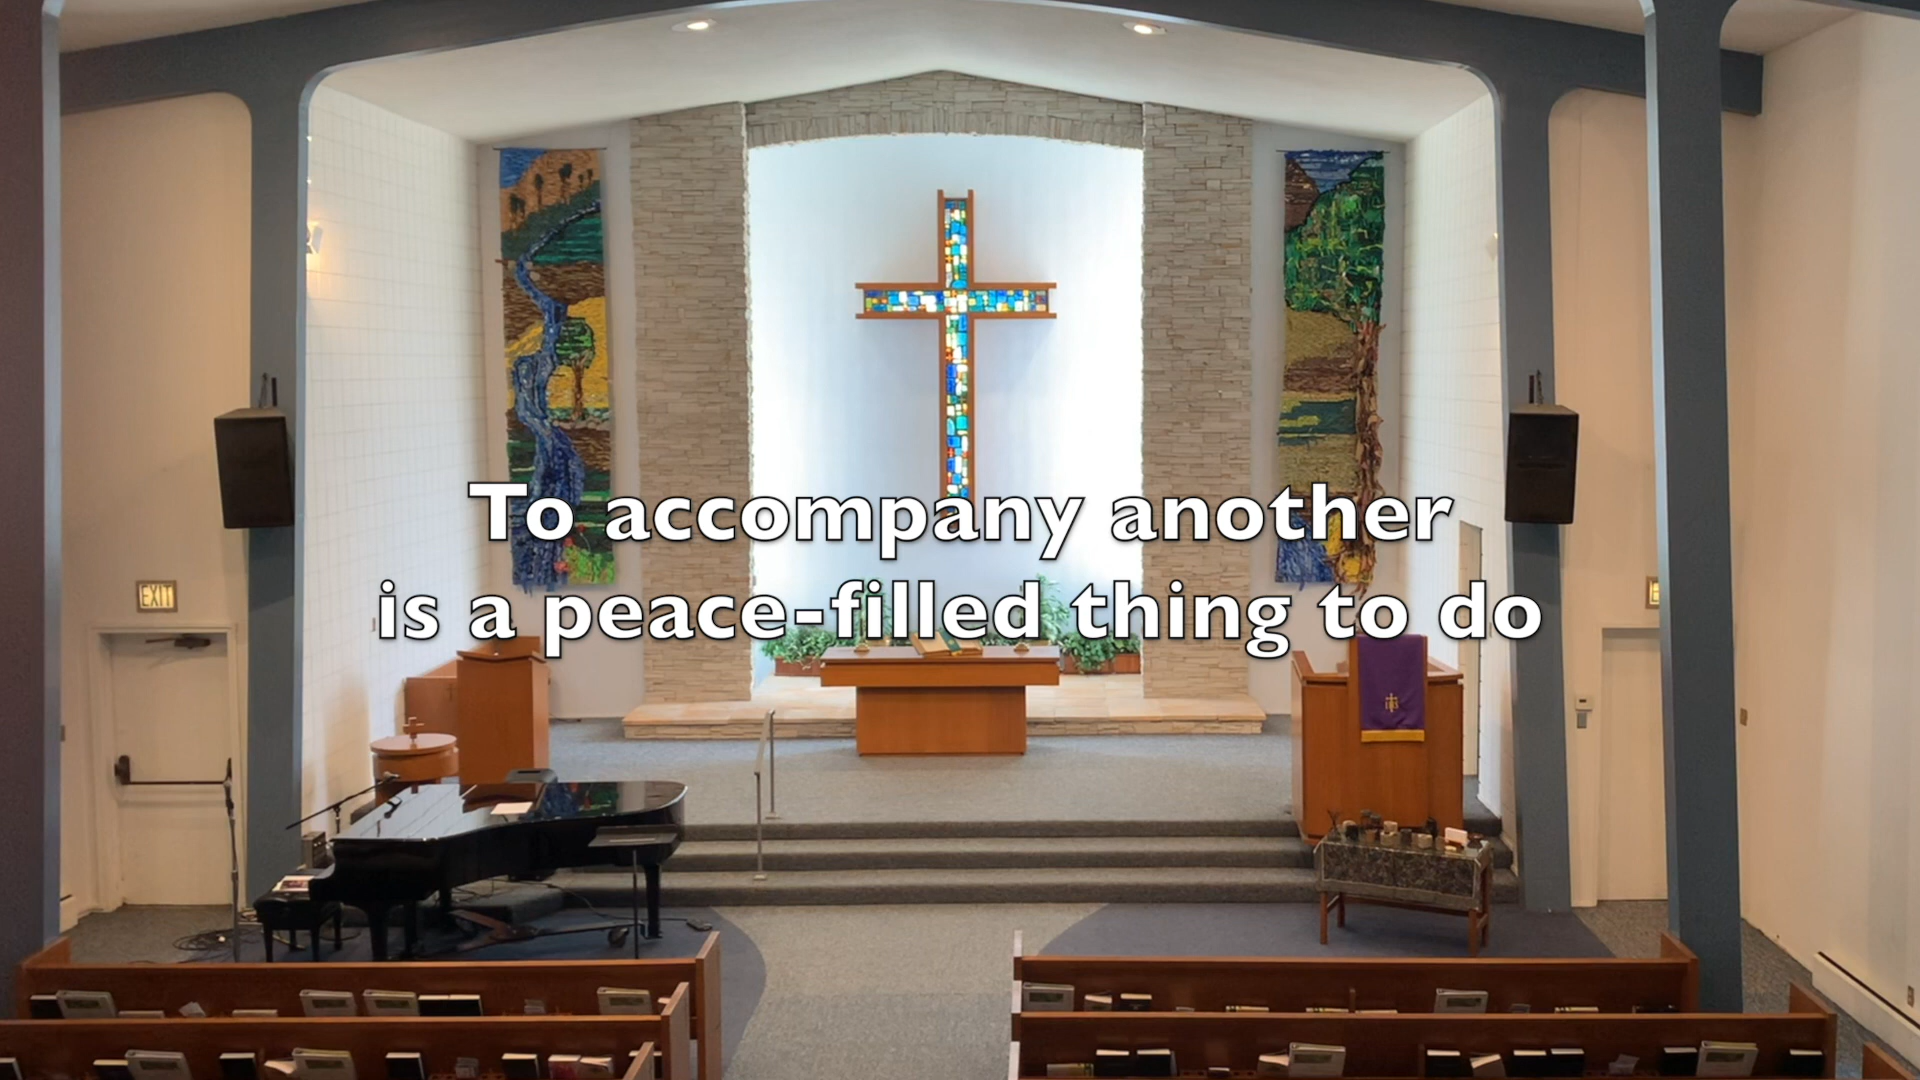 To accompany another
is a peace-filled thing to do
EXIT